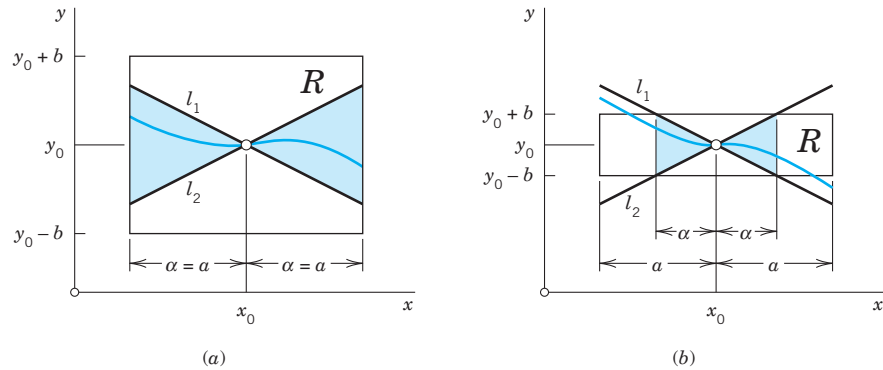 y
y₀ + b
R
l₁
y₀
l₂
y₀ – b
α = a α = a
x₀ x
(a)
y
l₁
y₀ + b
y₀ R
y₀ – b
l₂
α α
a a
x₀ x
(b)